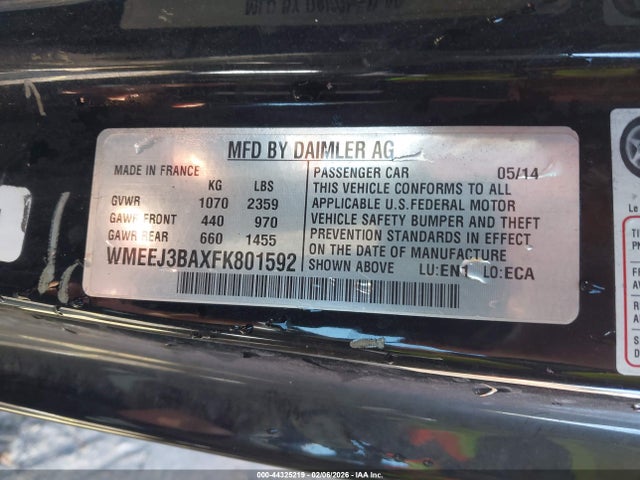 MFD BY DAIMLER AG
MADE IN FRANCE
KG LBS
GVWR 1070 2359
GAWR FRONT 440 970
GAWR REAR 660 1455
WMEEJ3BAXFK801592
PASSENGER CAR 05/14
THIS VEHICLE CONFORMS TO ALL
APPLICABLE U.S.FEDERAL MOTOR
VEHICLE SAFETY BUMPER AND THEFT
PREVENTION STANDARDS IN EFFECT
ON THE DATE OF MANUFACTURE
SHOWN ABOVE LU:EN1 LO:ECA
000-44325219 - 02/06/2026 - IAAI, Inc.